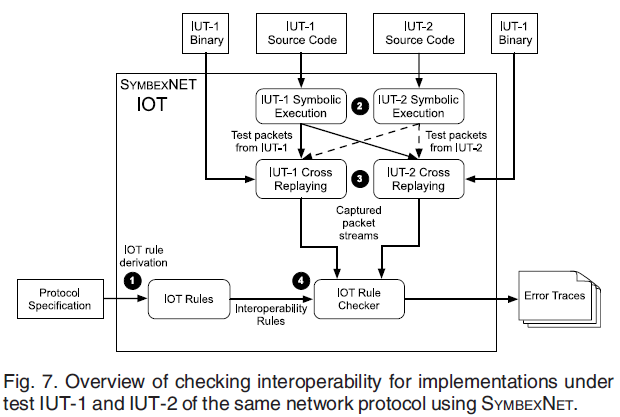 IUT-1
Binary
IUT-1
Source Code
IUT-2
Source Code
IUT-1
Binary
SYMBEXNET
IOT
IUT-1 Symbolic
Execution
2
IUT-2 Symbolic
Execution
Test packets
from IUT-1
Test packets
from IUT-2
IUT-1 Cross
Replaying
3
IUT-2 Cross
Replaying
Captured
packet
streams
IOT rule
derivation
1
4
Protocol
Specification
IOT Rules
Interoperability
Rules
IOT Rule
Checker
Error Traces
Fig. 7. Overview of checking interoperability for implementations under
test IUT-1 and IUT-2 of the same network protocol using SYMBEXNET.